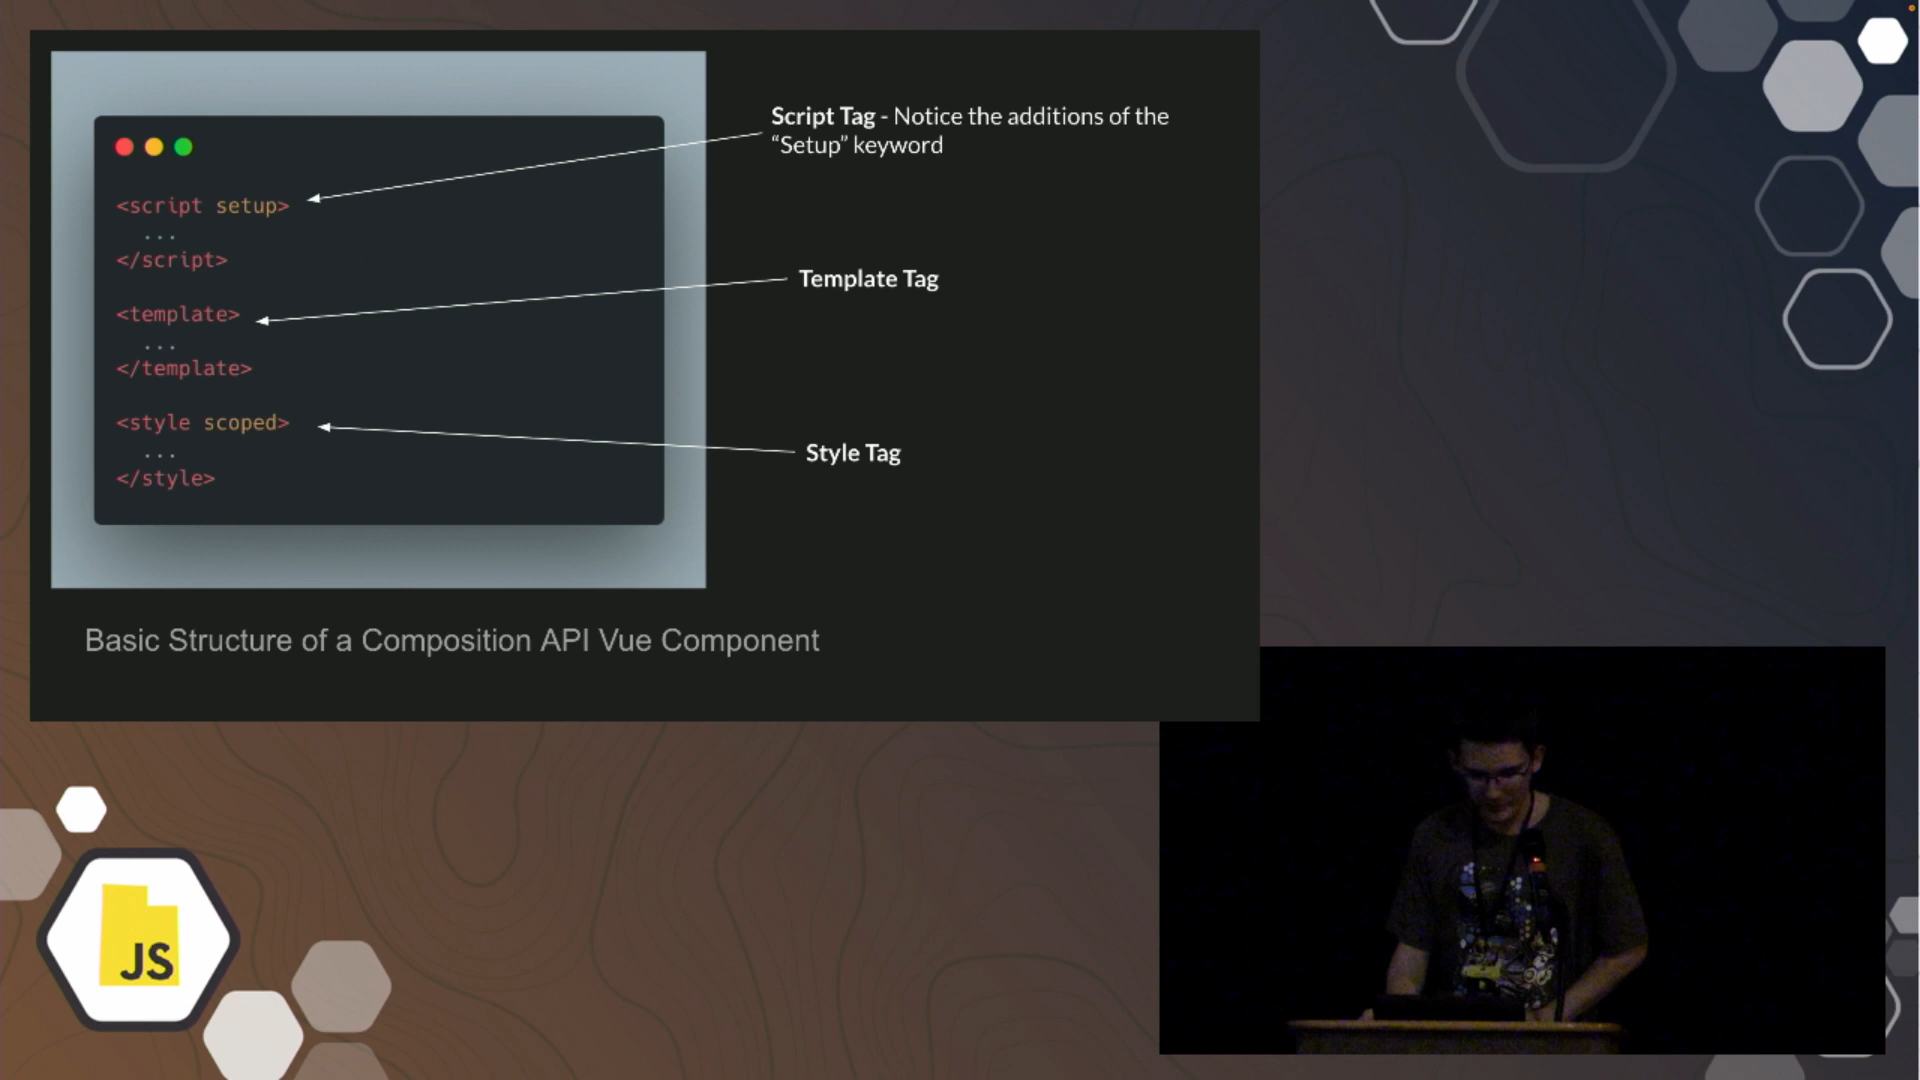 <script setup>
...
</script>
<template>
...
</template>
<style scoped>
...
</style>
Script Tag - Notice the additions of the
“Setup” keyword
Template Tag
Style Tag
Basic Structure of a Composition API Vue Component
JS